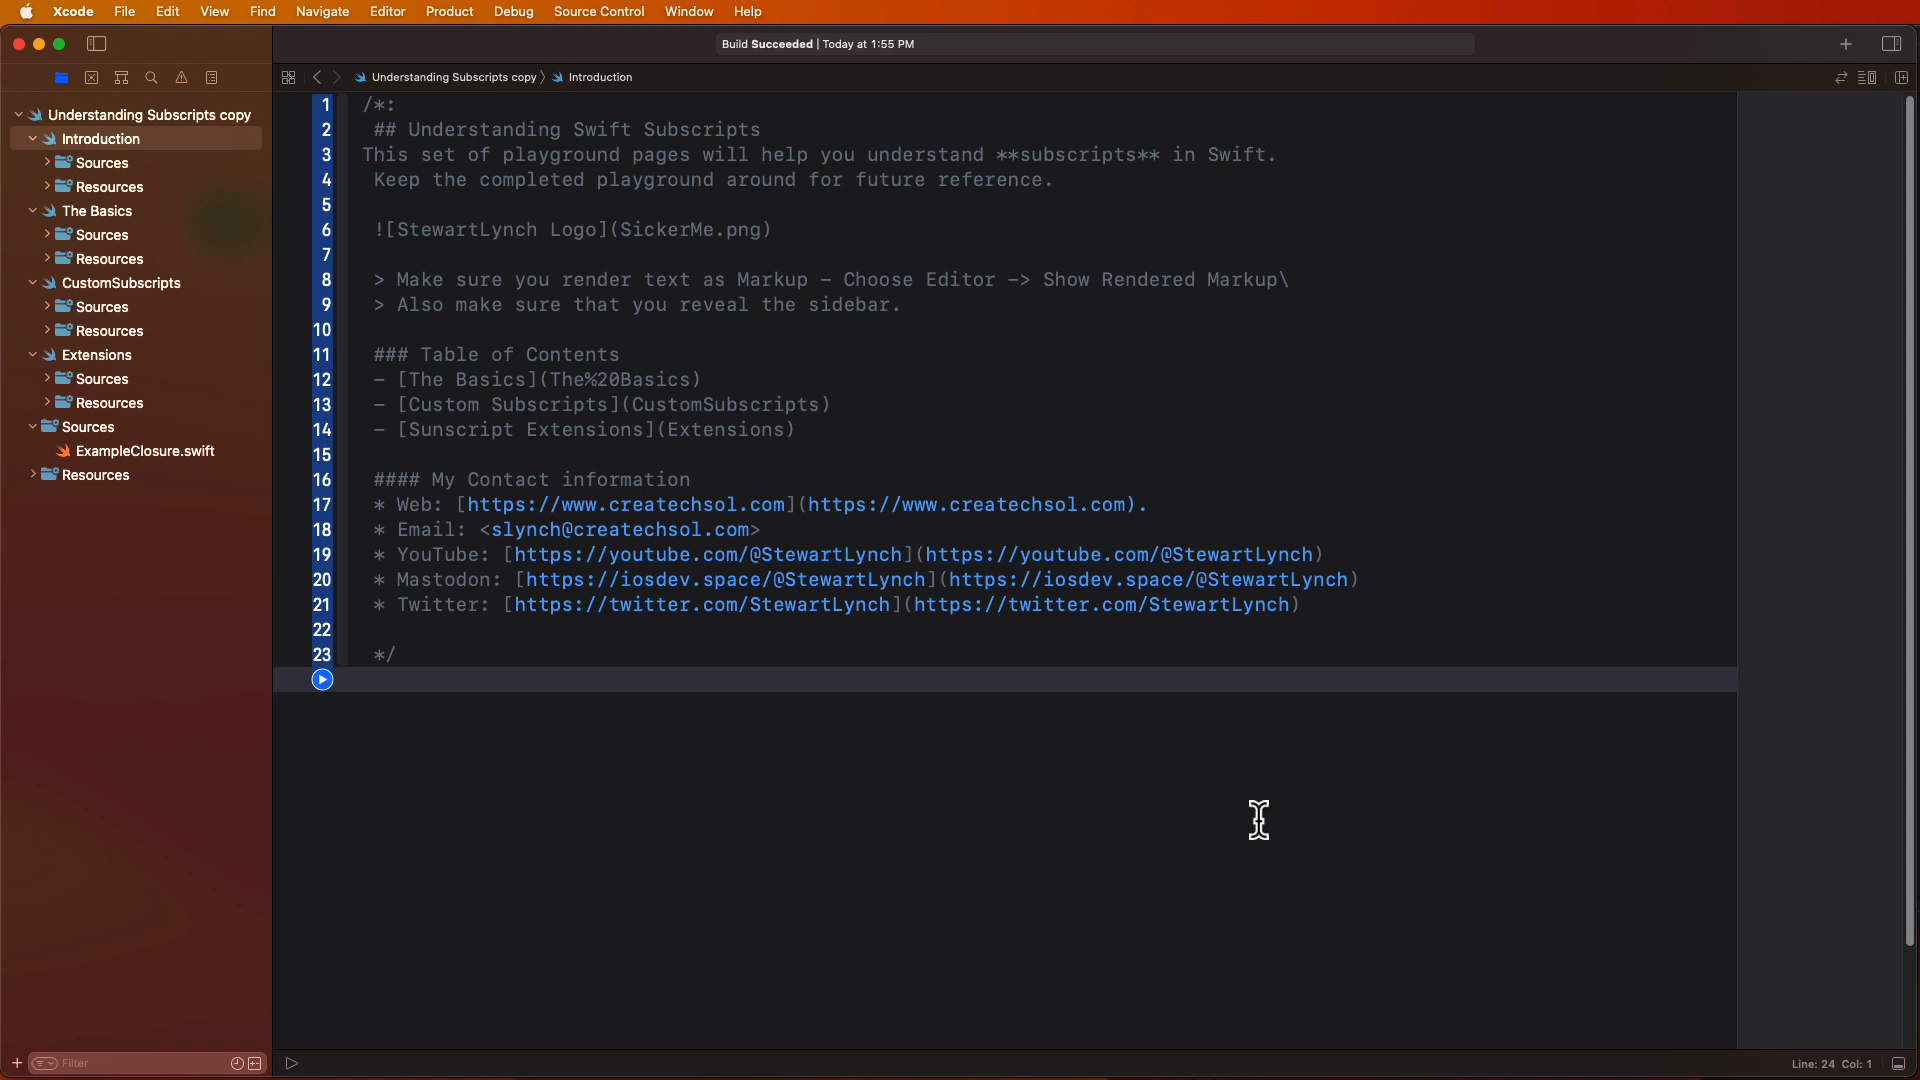 Xcode File Edit View Find Navigate Editor Product Debug Source Control Window Help
Build Succeeded | Today at 1:55 PM
Understanding Subscripts copy
Introduction
Understanding Subscripts copy
Introduction
Sources
Resources
The Basics
Sources
Resources
CustomSubscripts
Sources
Resources
Extensions
Sources
Resources
Sources
ExampleClosure.swift
Resources
Filter
1 /*:
2 ## Understanding Swift Subscripts
3 This set of playground pages will help you understand **subscripts** in Swift.
4 Keep the completed playground around for future reference.
5
6 ![StewartLynch Logo](SickerMe.png)
7
8 > Make sure you render text as Markup – Choose Editor –> Show Rendered Markup\
9 > Also make sure that you reveal the sidebar.
10
11 ### Table of Contents
12 - [The Basics](The%20Basics)
13 - [Custom Subscripts](CustomSubscripts)
14 - [Sunscript Extensions](Extensions)
15
16 #### My Contact information
17 * Web: [https://www.createchsol.com](https://www.createchsol.com).
18 * Email: <slynch@createchsol.com>
19 * YouTube: [https://youtube.com/@StewartLynch](https://youtube.com/@StewartLynch)
20 * Mastodon: [https://iosdev.space/@StewartLynch](https://iosdev.space/@StewartLynch)
21 * Twitter: [https://twitter.com/StewartLynch](https://twitter.com/StewartLynch)
22
23 */
Line: 24 Col: 1